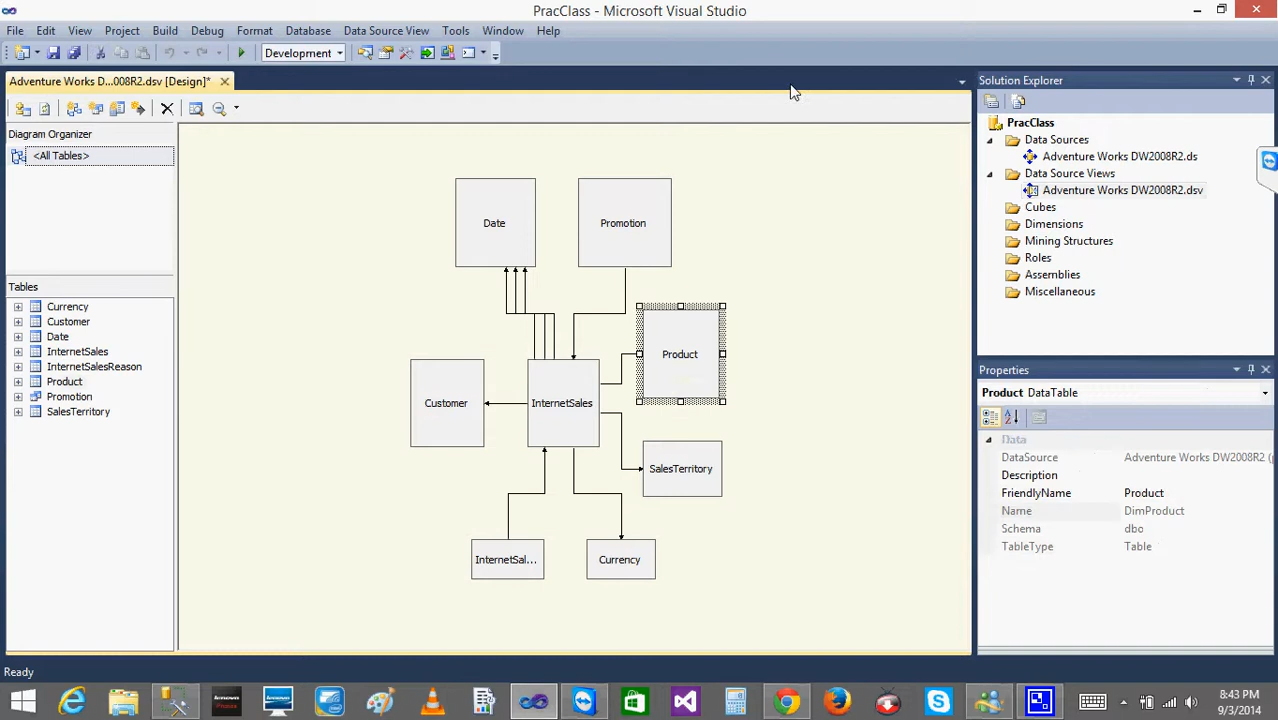 PracClass - Microsoft Visual Studio
File Edit View Project Build Debug Format Database Data Source View Tools Window Help
Development
Adventure Works D...008R2.dsv [Design]*
Diagram Organizer
<All Tables>
Tables
Currency
Customer
Date
InternetSales
InternetSalesReason
Product
Promotion
SalesTerritory
Date
Promotion
Product
Customer
InternetSales
SalesTerritory
InternetSal...
Currency
Solution Explorer
PracClass
Data Sources
Adventure Works DW2008R2.ds
Data Source Views
Adventure Works DW2008R2.dsv
Cubes
Dimensions
Mining Structures
Roles
Assemblies
Miscellaneous
Properties
Product DataTable
Data
DataSource Adventure Works DW2008R2 (
Description
FriendlyName Product
Name DimProduct
Schema dbo
TableType Table
Ready
8:43 PM
9/3/2014